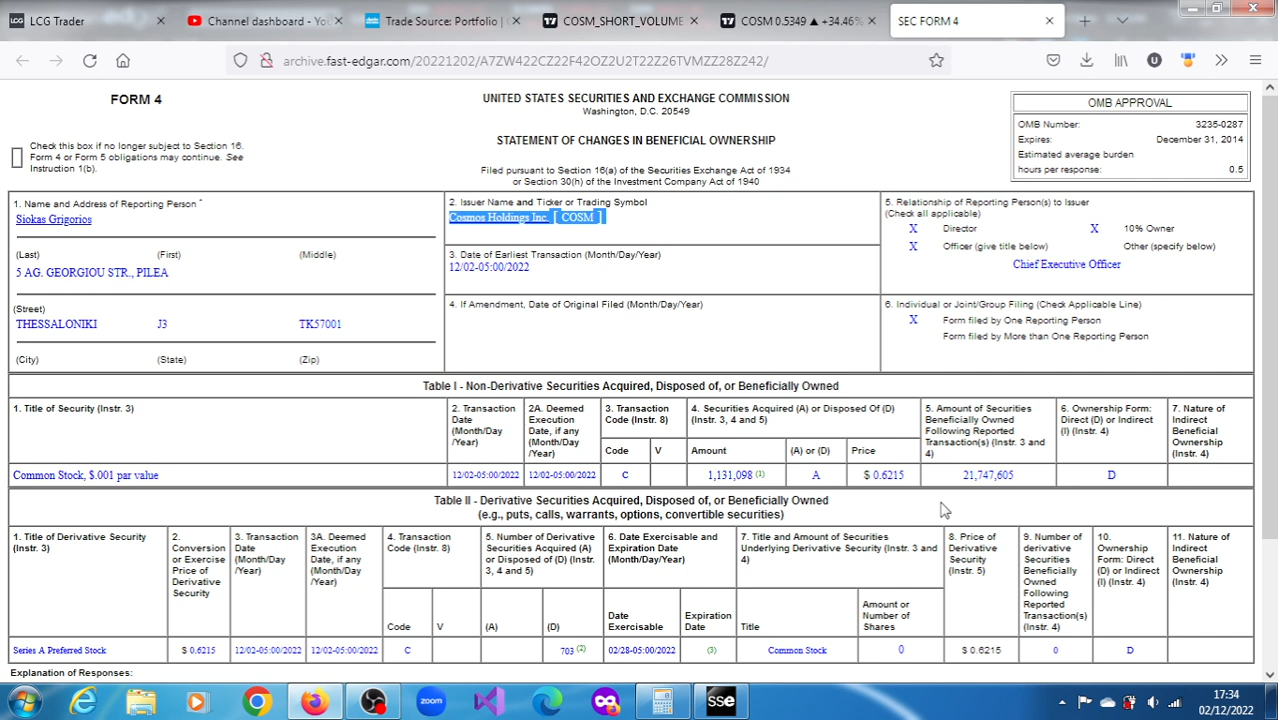 LCG Trader
Channel dashboard - You
Trade Source: Portfolio |
COSM_SHORT_VOLUME
COSM 0.5349 ▲ +34.46%
SEC FORM 4
archive.fast-edgar.com/20221202/A7ZW422CZ22F42OZ2U2T22Z26TVMZZ28Z242/
FORM 4
UNITED STATES SECURITIES AND EXCHANGE COMMISSION
Washington, D.C. 20549
STATEMENT OF CHANGES IN BENEFICIAL OWNERSHIP
Filed pursuant to Section 16(a) of the Securities Exchange Act of 1934
or Section 30(h) of the Investment Company Act of 1940
OMB APPROVAL
OMB Number: 3235-0287
Expires: December 31, 2014
Estimated average burden
hours per response: 0.5
Check this box if no longer subject to Section 16.
Form 4 or Form 5 obligations may continue. See
Instruction 1(b).
1. Name and Address of Reporting Person *
Siokas Grigorios
(Last) (First) (Middle)
5 AG. GEORGIOU STR., PILEA
(Street)
THESSALONIKI J3 TK57001
(City) (State) (Zip)
2. Issuer Name and Ticker or Trading Symbol
Cosmos Holdings Inc. [ COSM ]
3. Date of Earliest Transaction (Month/Day/Year)
12/02-05:00/2022
4. If Amendment, Date of Original Filed (Month/Day/Year)
5. Relationship of Reporting Person(s) to Issuer
(Check all applicable)
X Director X 10% Owner
X Officer (give title below) Other (specify below)
Chief Executive Officer
6. Individual or Joint/Group Filing (Check Applicable Line)
X Form filed by One Reporting Person
Form filed by More than One Reporting Person
Table I - Non-Derivative Securities Acquired, Disposed of, or Beneficially Owned
1. Title of Security (Instr. 3)
2. Transaction
Date
(Month/Day
/Year)
2A. Deemed
Execution
Date, if any
(Month/Day
/Year)
3. Transaction
Code (Instr. 8)
Code V
4. Securities Acquired (A) or Disposed Of (D)
(Instr. 3, 4 and 5)
Amount (A) or (D) Price
5. Amount of Securities
Beneficially Owned
Following Reported
Transaction(s) (Instr. 3 and
4)
6. Ownership Form:
Direct (D) or Indirect
(I) (Instr. 4)
7. Nature of
Indirect
Beneficial
Ownership
(Instr. 4)
Common Stock, $.001 par value 12/02-05:00/2022 12/02-05:00/2022 C 1,131,098 (1) A $ 0.6215 21,747,605 D
Table II - Derivative Securities Acquired, Disposed of, or Beneficially Owned
(e.g., puts, calls, warrants, options, convertible securities)
1. Title of Derivative Security
(Instr. 3)
2.
Conversion
or Exercise
Price of
Derivative
Security
3. Transaction
Date
(Month/Day
/Year)
3A. Deemed
Execution
Date, if any
(Month/Day
/Year)
4. Transaction
Code (Instr. 8)
Code V
5. Number of Derivative
Securities Acquired (A)
or Disposed of (D) (Instr.
3, 4 and 5)
(A) (D)
6. Date Exercisable and
Expiration Date
(Month/Day/Year)
Date
Exercisable
Expiration
Date
7. Title and Amount of Securities
Underlying Derivative Security (Instr. 3 and
4)
Title
Amount or
Number of
Shares
8. Price of
Derivative
Security
(Instr. 5)
9. Number of
derivative
Securities
Beneficially
Owned
Following
Reported
Transaction(s)
(Instr. 4)
10.
Ownership
Form: Direct
(D) or Indirect
(I) (Instr. 4)
11. Nature of
Indirect
Beneficial
Ownership
(Instr. 4)
Series A Preferred Stock $ 0.6215 12/02-05:00/2022 12/02-05:00/2022 C 703 (2) 02/28-05:00/2022 (3) Common Stock 0 $ 0.6215 0 D
Explanation of Responses:
zoom
SSE
17:34
02/12/2022